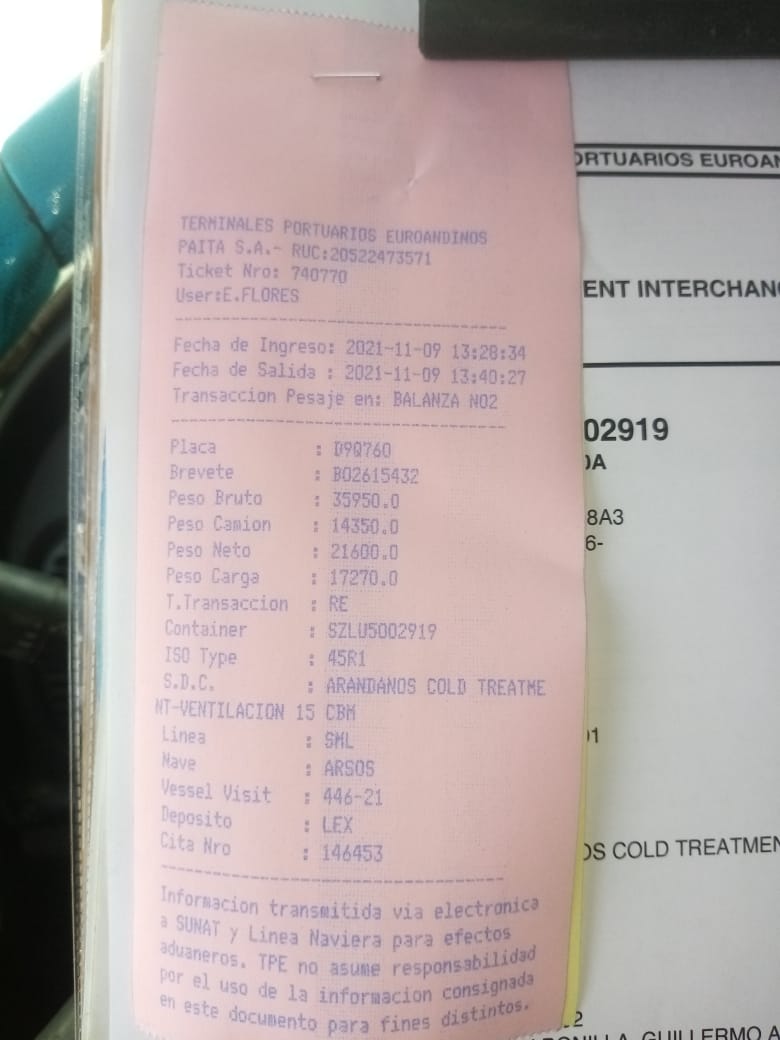 TERMINALES PORTUARIOS EUROANDINOS
PAITA S.A.- RUC:20522473571
Ticket Nro: 740770
User:E.FLORES
Fecha de Ingreso: 2021-11-09 13:28:34
Fecha de Salida : 2021-11-09 13:40:27
Transaccion Pesaje en: BALANZA NO2
Placa : D9Q760
Brevete : B02615432
Peso Bruto : 35950.0
Peso Camion : 14350.0
Peso Neto : 21600.0
Peso Carga : 17270.0
T.Transaccion : RE
Container : SZLU5002919
ISO Type : 45R1
S.D.C. : ARANDANOS COLD TREATME
NT-VENTILACION 15 CBM
Linea : SML
Nave : ARSOS
Vessel Visit : 446-21
Deposito : LEX
Cita Nro : 146453
Informacion transmitida via electronica
a SUNAT y Linea Naviera para efectos
aduaneros. TPE no asume responsabilidad
por el uso de la informacion consignada
en este documento para fines distintos.
ORTUARIOS EUROAN
ENT INTERCHAN
02919
DA
8A3
6-
01
OS COLD TREATMEN
GUILLERMO A